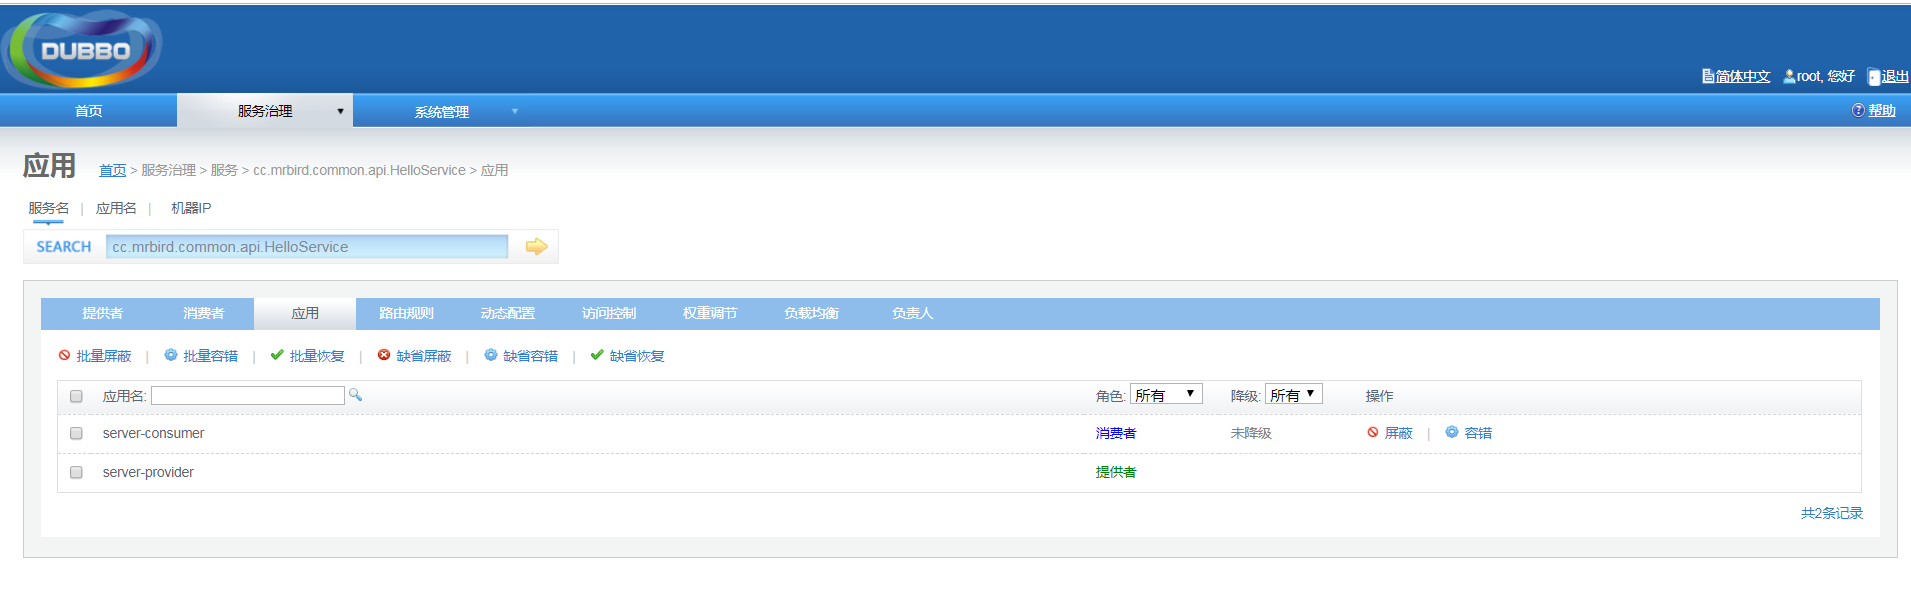 DUBBO
简体中文 root, 您好 退出
首页 服务治理 系统管理 帮助
应用 首页 > 服务治理 > 服务 > cc.mrbird.common.api.HelloService > 应用
服务名 | 应用名 | 机器IP
SEARCH cc.mrbird.common.api.HelloService
提供者 消费者 应用 路由规则 动态配置 访问控制 权重调节 负载均衡 负责人
批量屏蔽 | 批量容错 | 批量恢复 | 缺省屏蔽 | 缺省容错 | 缺省恢复
应用名: 角色: 所有 降级: 所有 操作
server-consumer 消费者 未降级 屏蔽 | 容错
server-provider 提供者
共2条记录